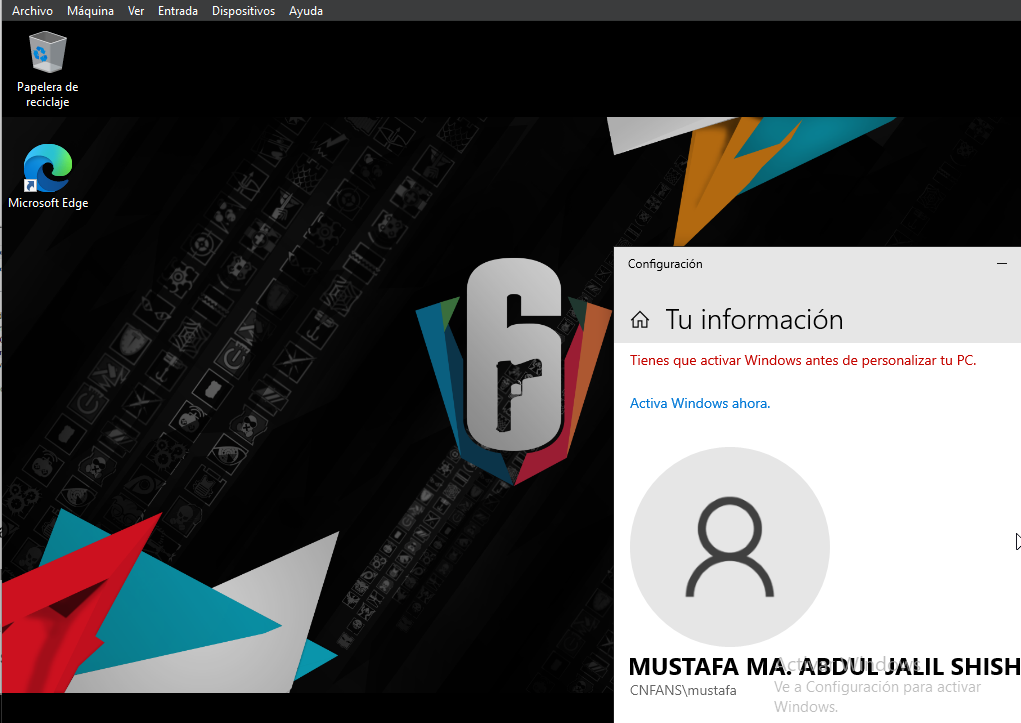 Archivo Máquina Ver Entrada Dispositivos Ayuda
Papelera de
reciclaje
Microsoft Edge
6
Configuración
Tu información
Tienes que activar Windows antes de personalizar tu PC.
Activa Windows ahora.
MUSTAFA MA. ABDUL JALIL SHISH
CNFANS\mustafa
Activar Windows
Ve a Configuración para activar
Windows.